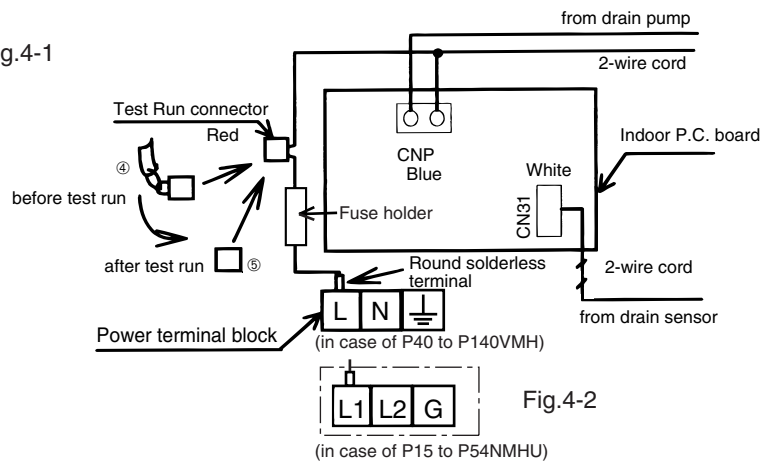 g.4-1
from drain pump
2-wire cord
Test Run connector
Red
Indoor P.C. board
CNP
Blue
White
CN31
④
before test run
Fuse holder
after test run
⑤
Round solderless
terminal
2-wire cord
L N
Power terminal block
from drain sensor
(in case of P40 to P140VMH)
L1 L2 G
Fig.4-2
(in case of P15 to P54NMHU)